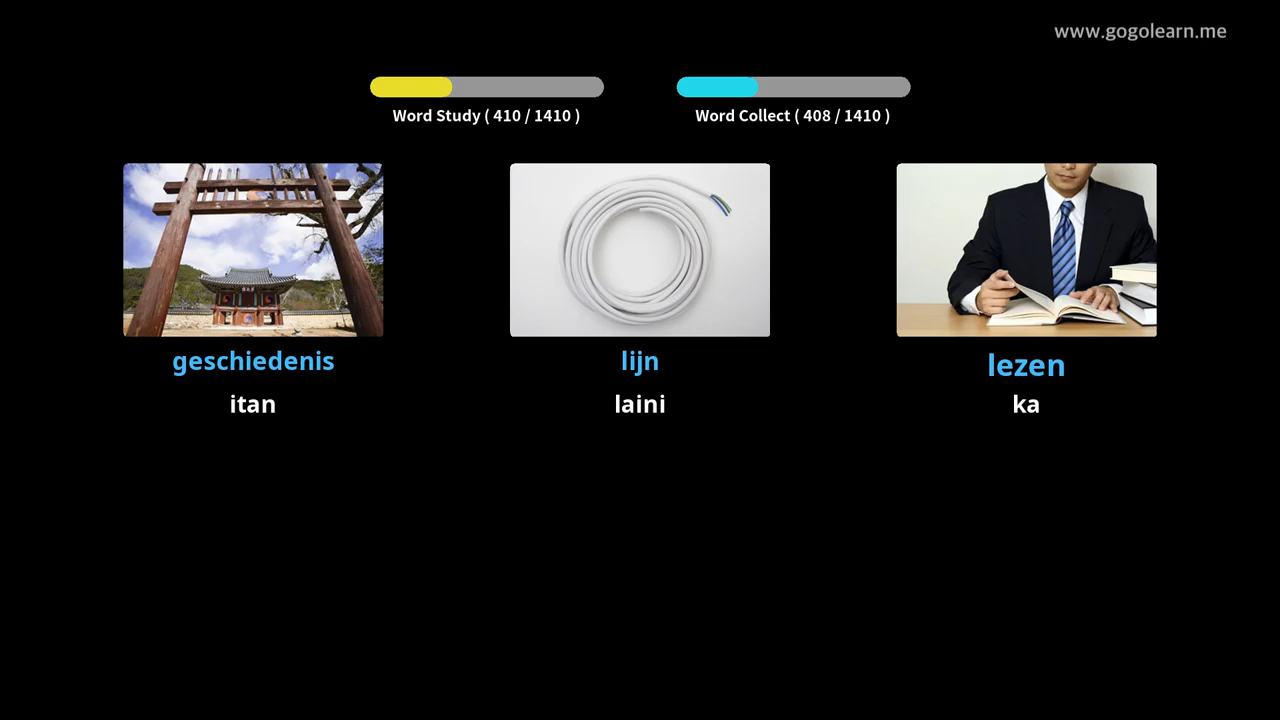 www.gogolearn.me
Word Study ( 410 / 1410 )
Word Collect ( 408 / 1410 )
geschiedenis
lijn
lezen
itan
laini
ka